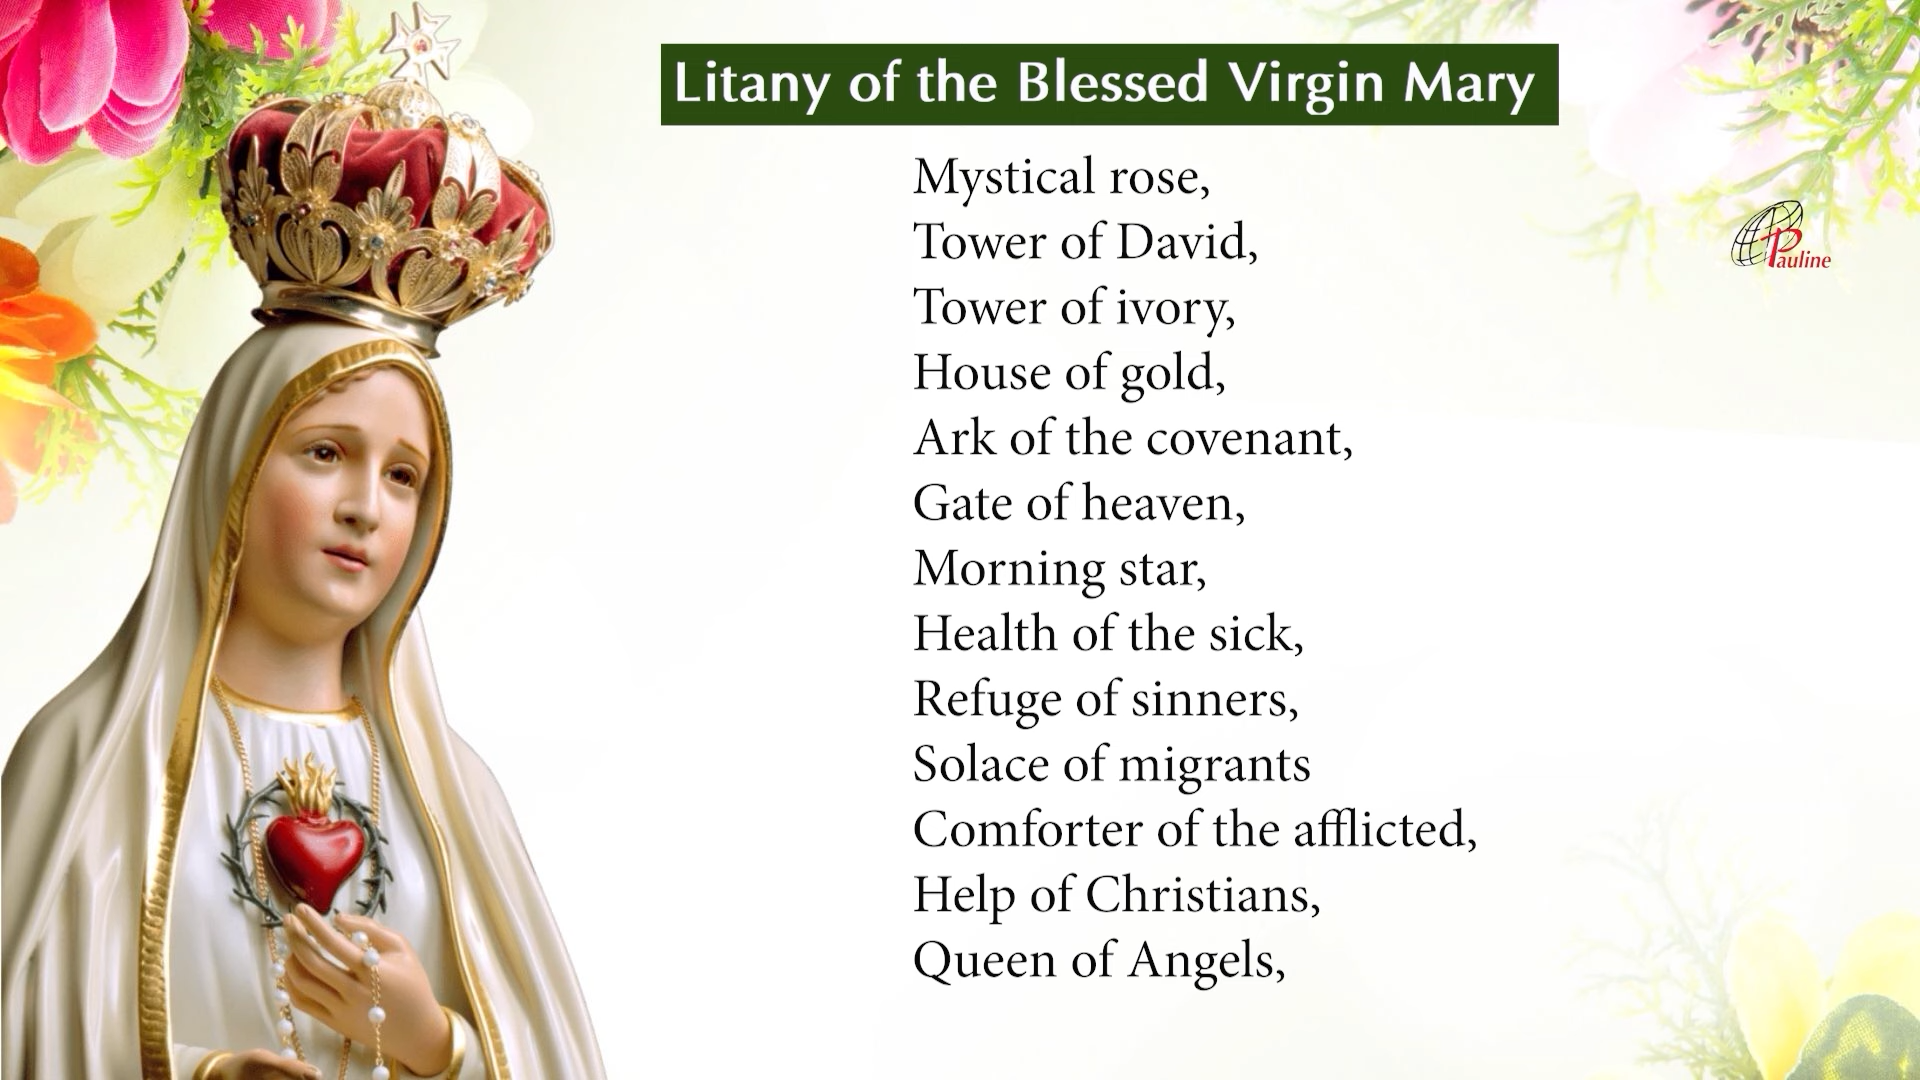 Litany of the Blessed Virgin Mary
Mystical rose,
Tower of David,
Tower of ivory,
House of gold,
Ark of the covenant,
Gate of heaven,
Morning star,
Health of the sick,
Refuge of sinners,
Solace of migrants
Comforter of the afflicted,
Help of Christians,
Queen of Angels,
Pauline